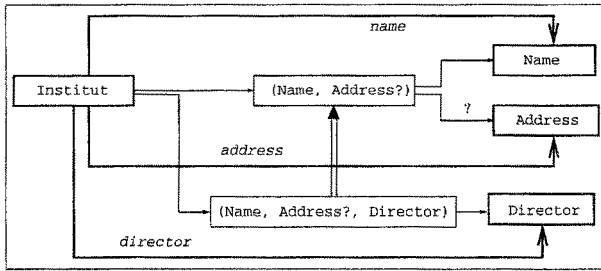 name
Name
Institut
(Name, Address?)
?
Address
address
(Name, Address?, Director)
Director
director